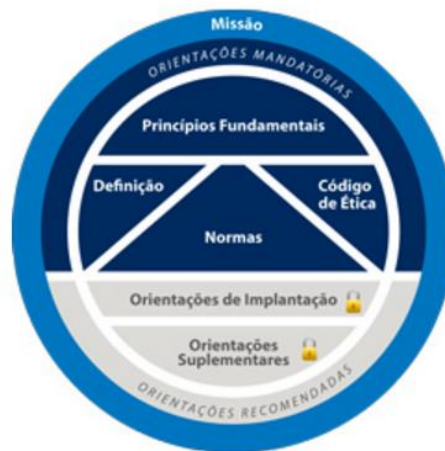 Missão
ORIENTAÇÕES MANDATÓRIAS
Princípios Fundamentais
Definição
Código
de Ética
Normas
Orientações de Implantação
Orientações
Suplementares
ORIENTAÇÕES RECOMENDADAS